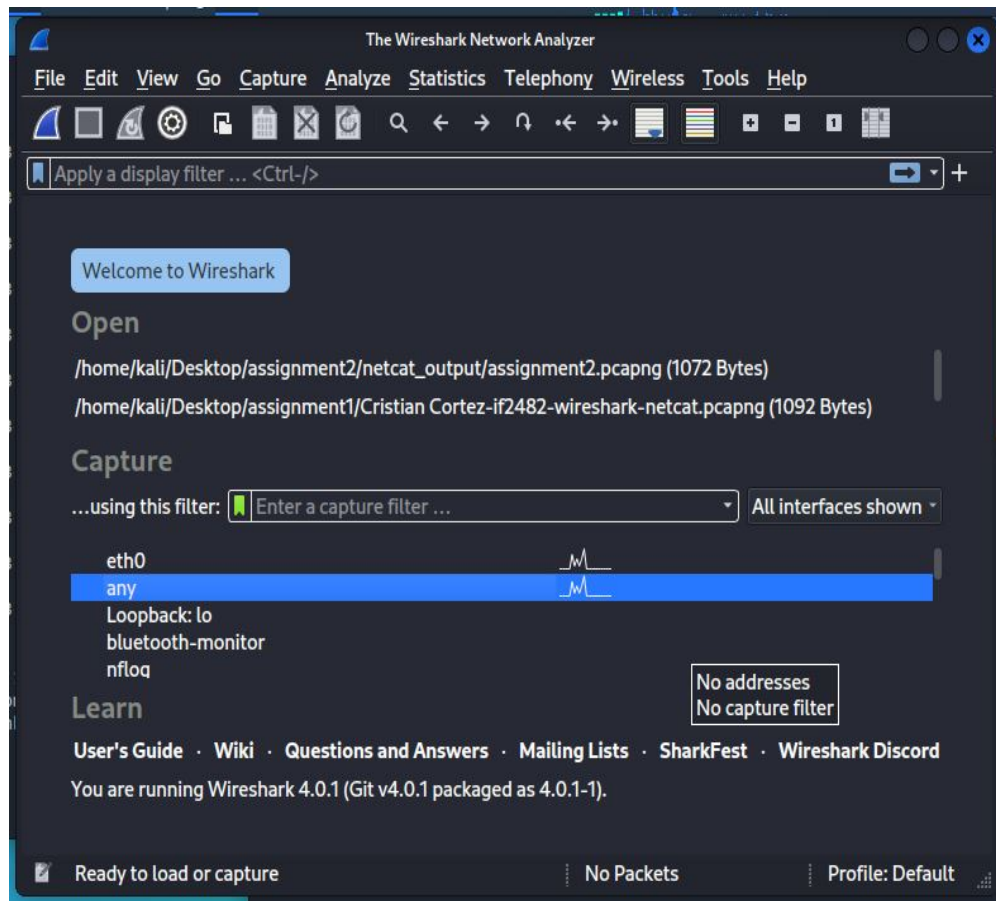 The Wireshark Network Analyzer
File Edit View Go Capture Analyze Statistics Telephony Wireless Tools Help
Apply a display filter … <Ctrl-/>
Welcome to Wireshark
Open
/home/kali/Desktop/assignment2/netcat_output/assignment2.pcapng (1072 Bytes)
/home/kali/Desktop/assignment1/Cristian Cortez-if2482-wireshark-netcat.pcapng (1092 Bytes)
Capture
…using this filter: Enter a capture filter … All interfaces shown
eth0
any
Loopback: lo
bluetooth-monitor
nflog
No addresses
No capture filter
Learn
User's Guide · Wiki · Questions and Answers · Mailing Lists · SharkFest · Wireshark Discord
You are running Wireshark 4.0.1 (Git v4.0.1 packaged as 4.0.1-1).
Ready to load or capture No Packets Profile: Default